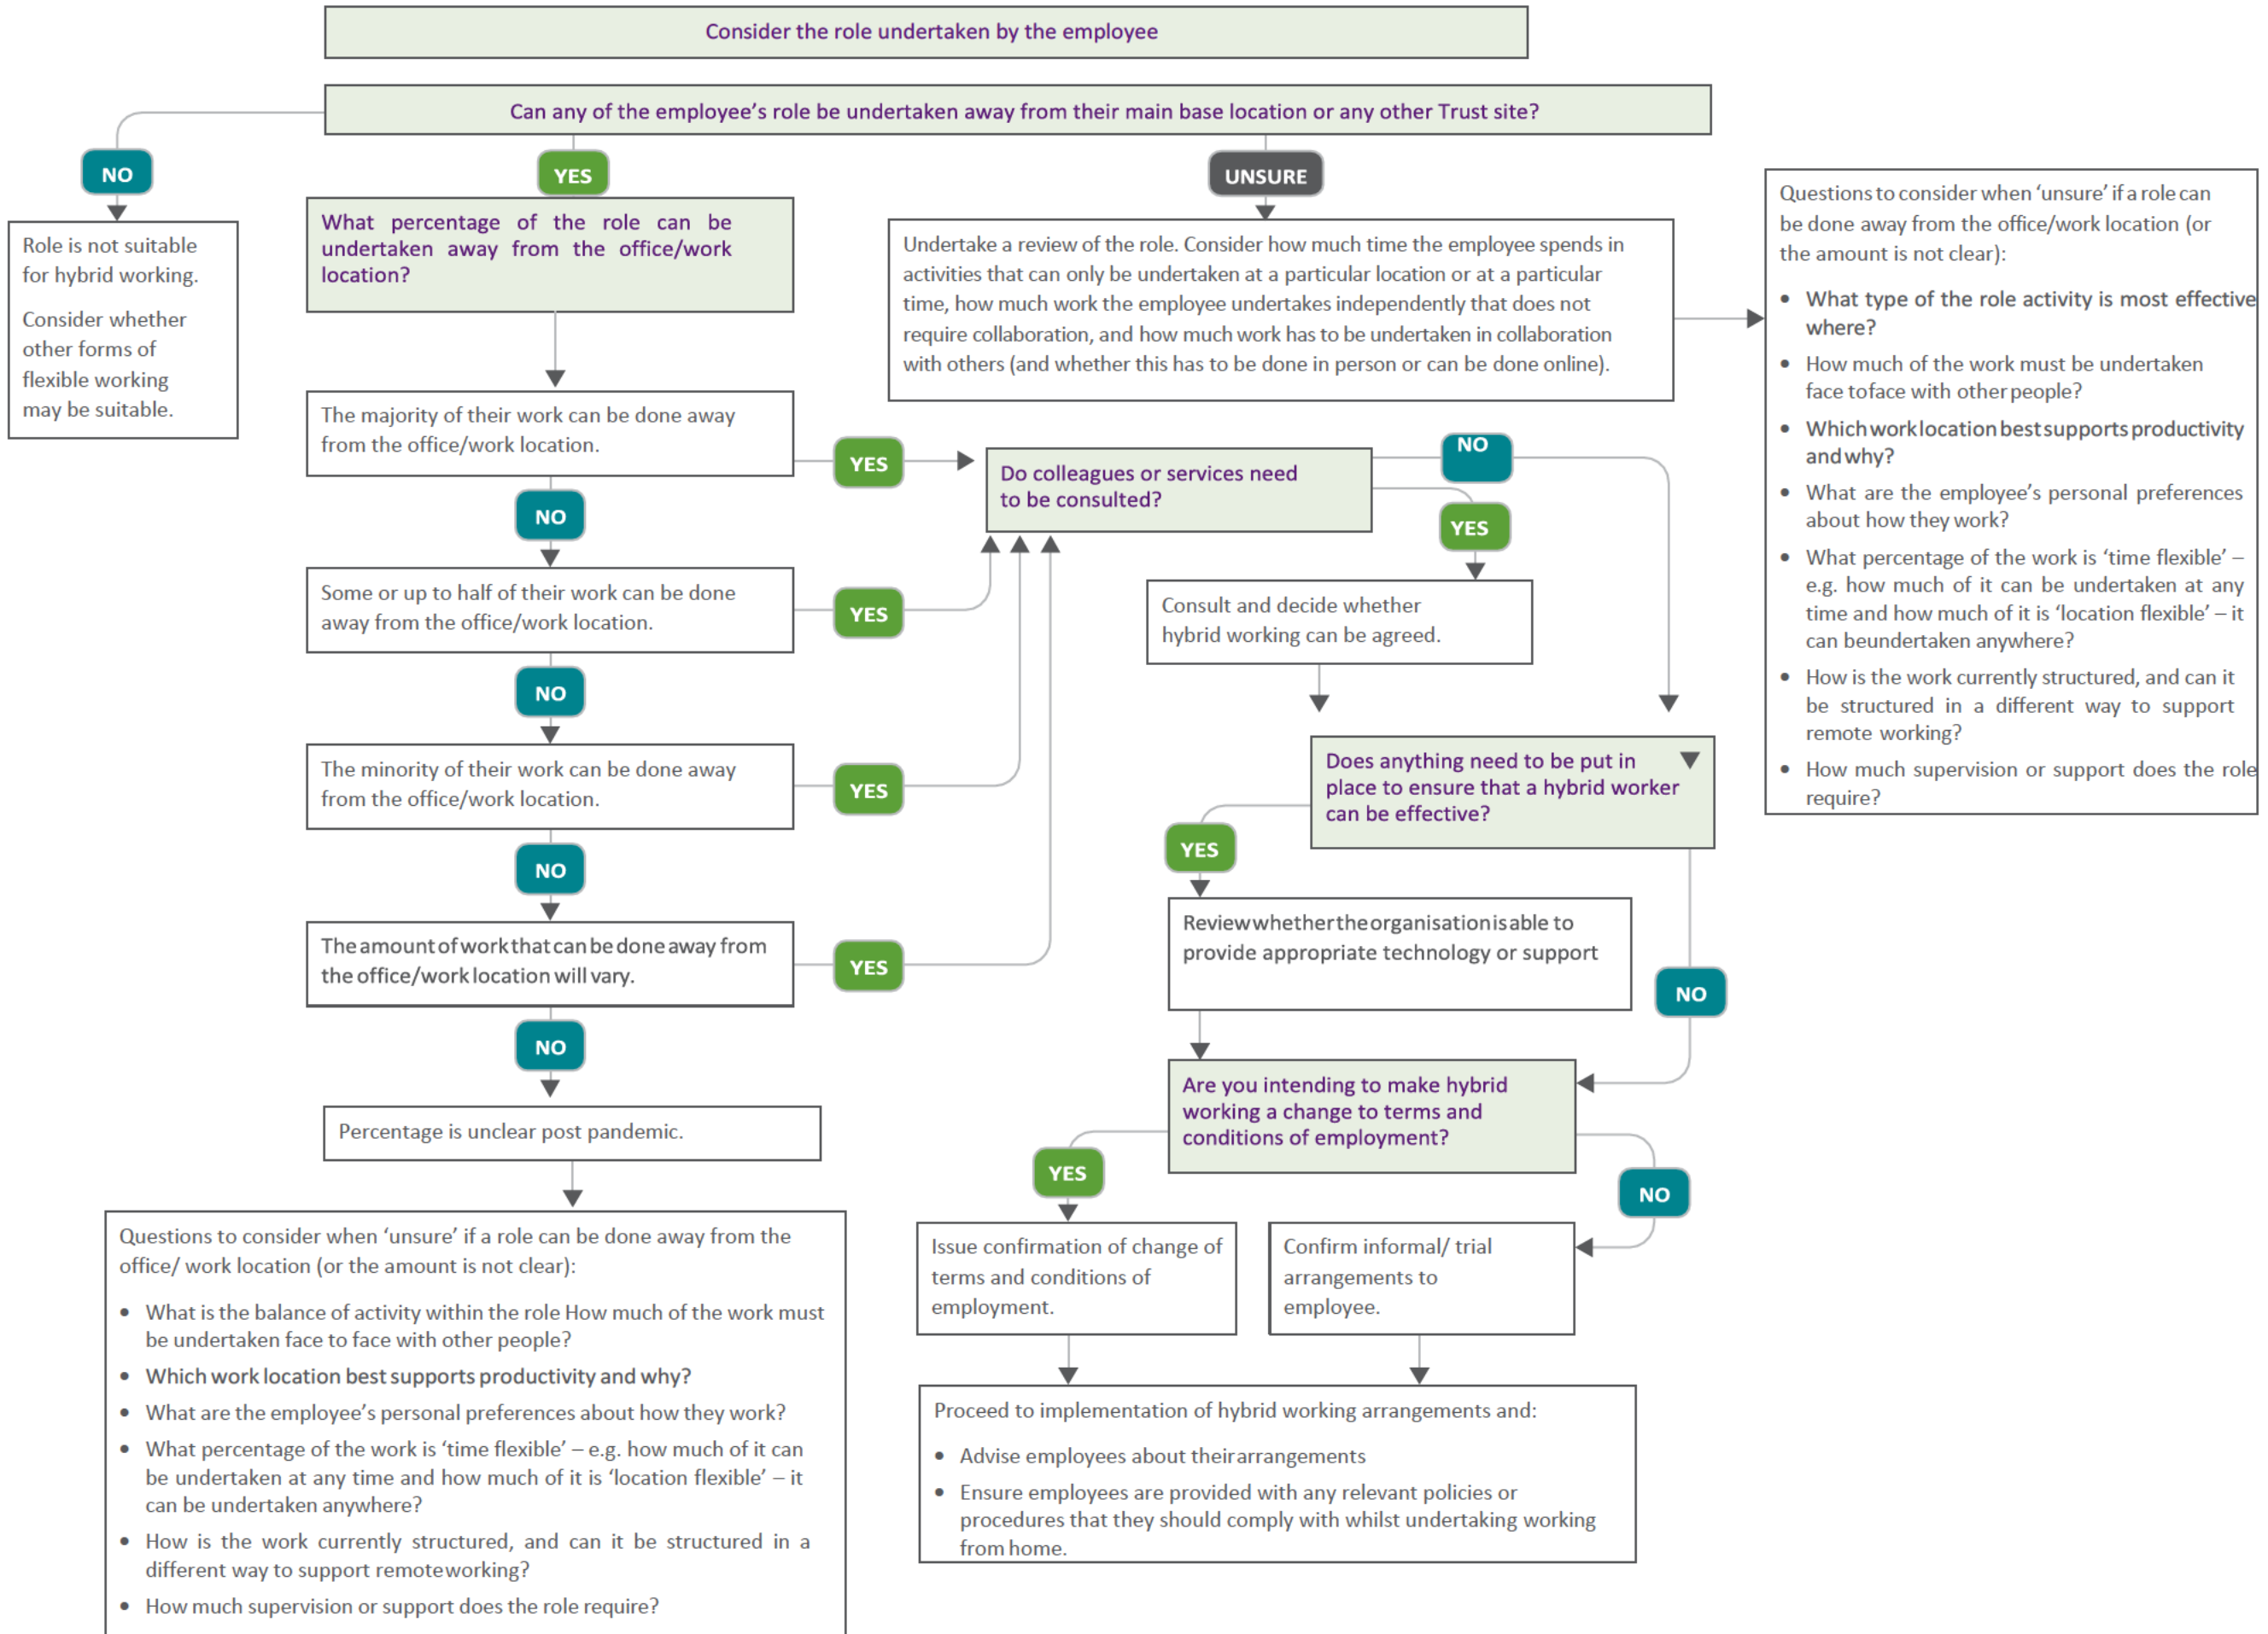 Consider the role undertaken by the employee
Can any of the employee's role be undertaken away from their main base location or any other Trust site?
NO
YES
UNSURE
Role is not suitable
for hybrid working.
Consider whether
other forms of
flexible working
may be suitable.
What percentage of the role can be
undertaken away from the office/work
location?
Undertake a review of the role. Consider how much time the employee spends in
activities that can only be undertaken at a particular location or at a particular
time, how much work the employee undertakes independently that does not
require collaboration, and how much work has to be undertaken in collaboration
with others (and whether this has to be done in person or can be done online).
Questions to consider when ‘unsure’ if a role can
be done away from the office/work location (or
the amount is not clear):
• What type of the role activity is most effective
where?
• How much of the work must be undertaken
face toface with other people?
• Which work location best supports productivity
and why?
• What are the employee's personal preferences
about how they work?
• What percentage of the work is ‘time flexible’ –
e.g. how much of it can be undertaken at any
time and how much of it is ‘location flexible’ – it
can beundertaken anywhere?
• How is the work currently structured, and can it
be structured in a different way to support
remote working?
• How much supervision or support does the role
require?
The majority of their work can be done away
from the office/work location.
YES
NO
Some or up to half of their work can be done
away from the office/work location.
YES
NO
The minority of their work can be done away
from the office/work location.
YES
NO
The amount of work that can be done away from
the office/work location will vary.
YES
NO
Percentage is unclear post pandemic.
Questions to consider when ‘unsure’ if a role can be done away from the
office/ work location (or the amount is not clear):
• What is the balance of activity within the role How much of the work must
be undertaken face to face with other people?
• Which work location best supports productivity and why?
• What are the employee's personal preferences about how they work?
• What percentage of the work is ‘time flexible’ – e.g. how much of it can
be undertaken at any time and how much of it is ‘location flexible’ – it
can be undertaken anywhere?
• How is the work currently structured, and can it be structured in a
different way to support remoteworking?
• How much supervision or support does the role require?
Do colleagues or services need
to be consulted?
NO
YES
Consult and decide whether
hybrid working can be agreed.
Does anything need to be put in
place to ensure that a hybrid worker
can be effective?
YES
Review whether the organisation is able to
provide appropriate technology or support
NO
Are you intending to make hybrid
working a change to terms and
conditions of employment?
YES
NO
Issue confirmation of change of
terms and conditions of
employment.
Confirm informal/ trial
arrangements to
employee.
Proceed to implementation of hybrid working arrangements and:
• Advise employees about their arrangements
• Ensure employees are provided with any relevant policies or
procedures that they should comply with whilst undertaking working
from home.